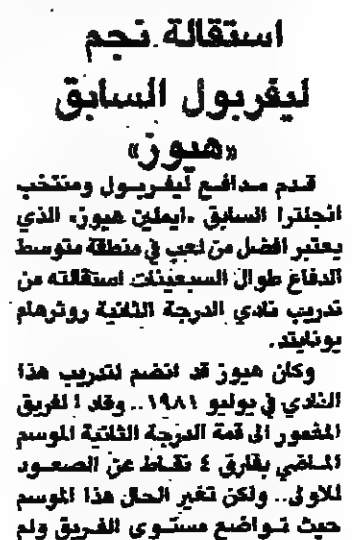 استقالة نجم
ليفربول السابق
«هيوز»
قدم مدافع ليفربول ومنتخب
انجلترا السابق «ايملين هيوز» الذي
يعتبر افضل من لعب في منطقة متوسط
الدفاع طوال السبعينات استقالته من
تدريب نادي الدرجة الثانية روترهام
يونايتد.
وكان هيوز قد انضم لتدريب هذا
النادي في يوليو ١٩٨١.. وقاد الفريق
المغمور الى قمة الدرجة الثانية الموسم
الماضي بفارق ٤ نقاط عن الصعود
للاولى.. ولكن تغير الحال هذا الموسم
حيث تواضع مستوى الفريق ولم